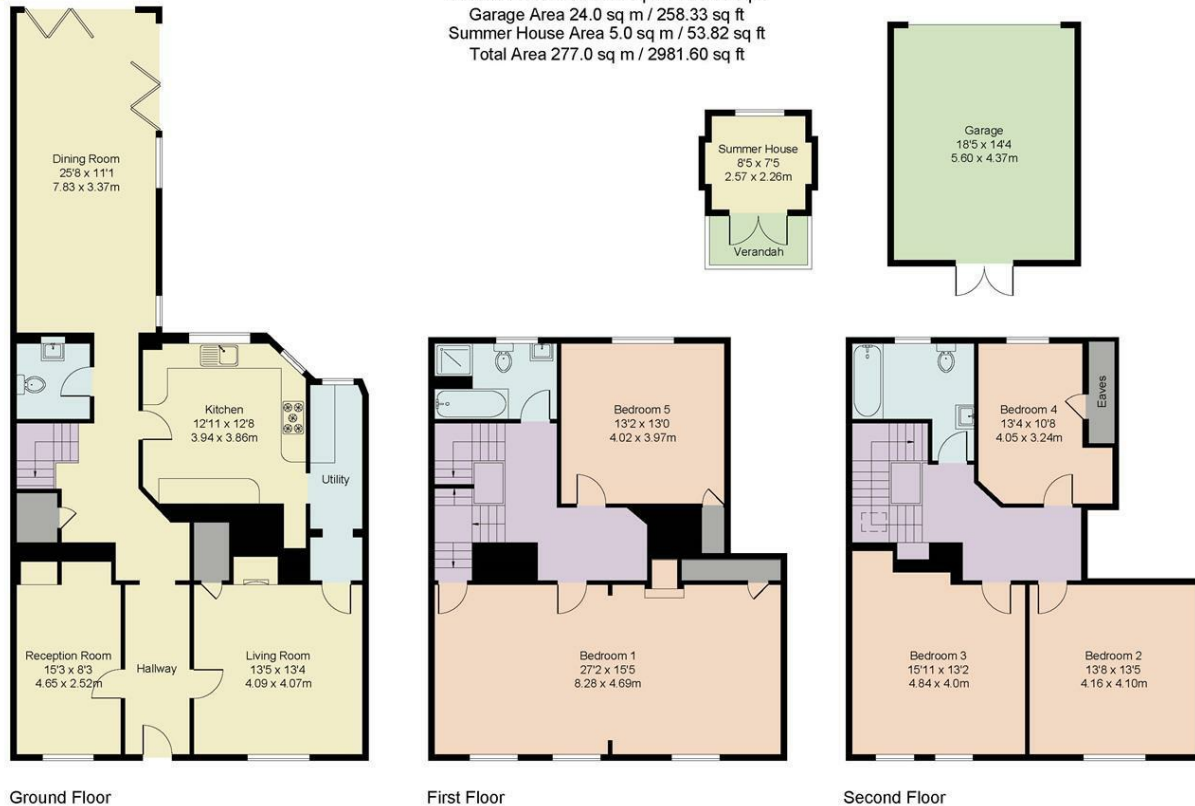 Garage Area 24.0 sq m / 258.33 sq ft
Summer House Area 5.0 sq m / 53.82 sq ft
Total Area 277.0 sq m / 2981.60 sq ft
Dining Room
25'8 x 11'1
7.83 x 3.37m
Summer House
8'5 x 7'5
2.57 x 2.26m
Verandah
Garage
18'5 x 14'4
5.60 x 4.37m
Kitchen
12'11 x 12'8
3.94 x 3.86m
Utility
Reception Room
15'3 x 8'3
4.65 x 2.52m
Hallway
Living Room
13'5 x 13'4
4.09 x 4.07m
Bedroom 5
13'2 x 13'0
4.02 x 3.97m
Bedroom 1
27'2 x 15'5
8.28 x 4.69m
Bedroom 4
13'4 x 10'8
4.05 x 3.24m
Eaves
Bedroom 3
15'11 x 13'2
4.84 x 4.0m
Bedroom 2
13'8 x 13'5
4.16 x 4.10m
Ground Floor
First Floor
Second Floor